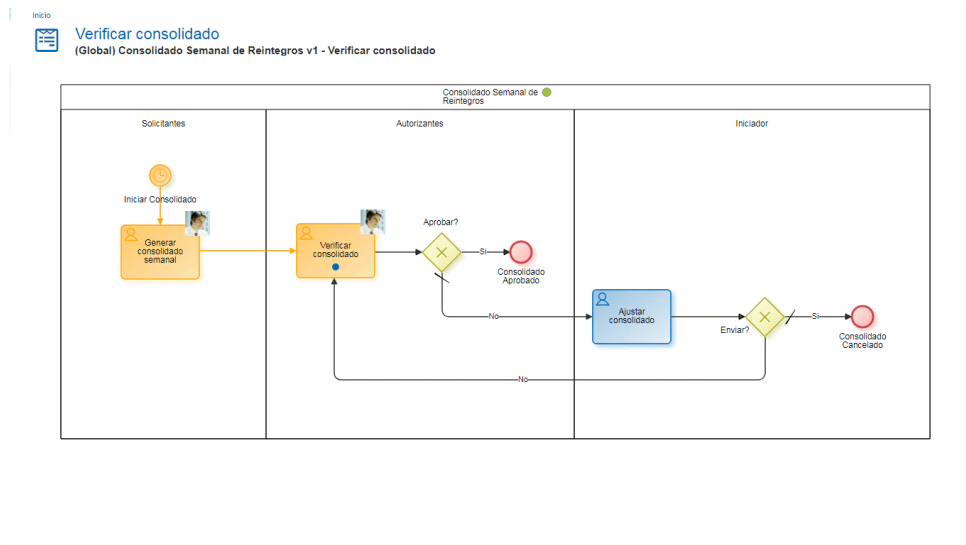 Inicio
Verificar consolidado
(Global) Consolidado Semanal de Reintegros v1 - Verificar consolidado
Consolidado Semanal de
Reintegros
Solicitantes
Autorizantes
Iniciador
Iniciar Consolidado
Generar
consolidado
semanal
Verificar
consolidado
Aprobar?
Si
Consolidado
Aprobado
No
Ajustar
consolidado
Enviar?
Si
Consolidado
Cancelado
No